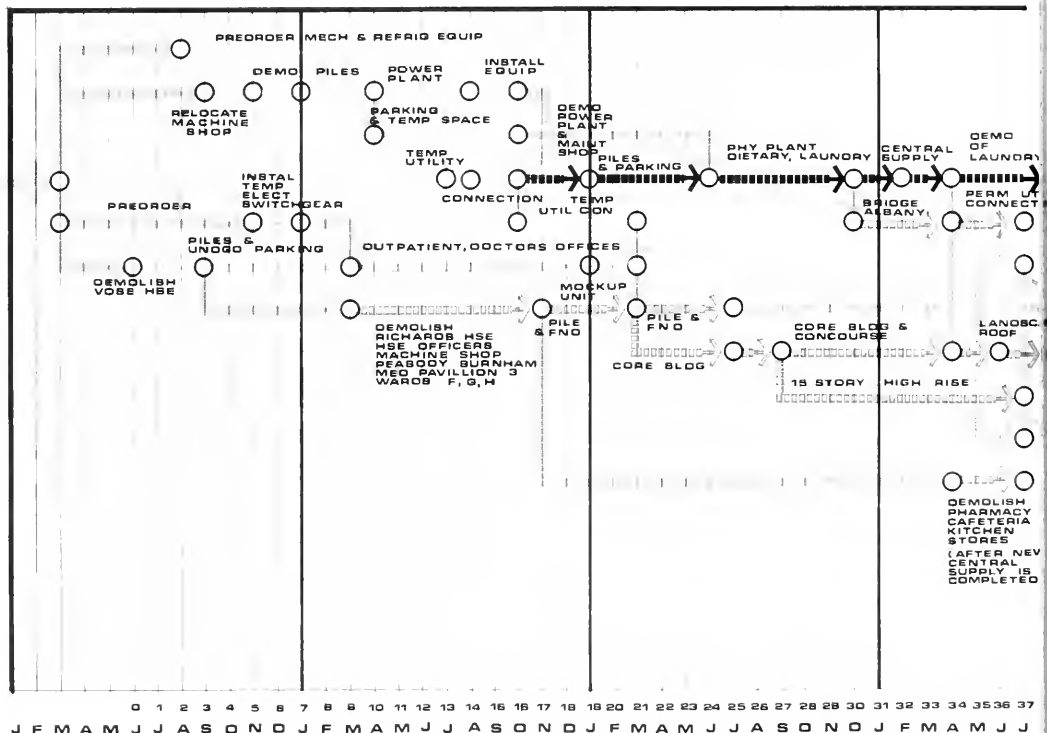 PREORDER MECH & REFRIG EQUIP
DEMO PILES
POWER
PLANT
INSTALL
EQUIP
RELOCATE
MACHINE
SHOP
PARKING
& TEMP SPACE
TEMP
UTILITY
CONNECTION
DEMO
POWER
PLANT
&
MAINT
SHOP
PILES
& PARKING
PHY PLANT
DIETARY, LAUNDRY
CENTRAL
SUPPLY
DEMO
OF
LAUNDRY
PREORDER
INSTAL
TEMP
ELECT
SWITCHGEAR
TEMP
UTIL CON
BRIDGE
ALBANY
PERM UT
CONNECT
PILES &
UNDGD PARKING
OUTPATIENT, DOCTORS OFFICES
DEMOLISH
VOSE HSE
MOCKUP
UNIT
DEMOLISH
RICHARDS HSE
HSE OFFICERS
MACHINE SHOP
PEABODY BURNHAM
MED PAVILLION 3
WARDS F, G, H
PILE
& FND
PILE &
FND
CORE BLDG
CORE BLDG &
CONCOURSE
LANDSC
ROOF
15 STORY HIGH RISE
DEMOLISH
PHARMACY
CAFETERIA
KITCHEN
STORES
(AFTER NEW
CENTRAL
SUPPLY IS
COMPLETED
0 1 2 3 4 5 6 7 8 9 10 11 12 13 14 15 16 17 18 19 20 21 22 23 24 25 26 27 28 29 30 31 32 33 34 35 36 37
J F M A M J J A S O N D J F M A M J J A S O N D J F M A M J J A S O N D J F M A M J J